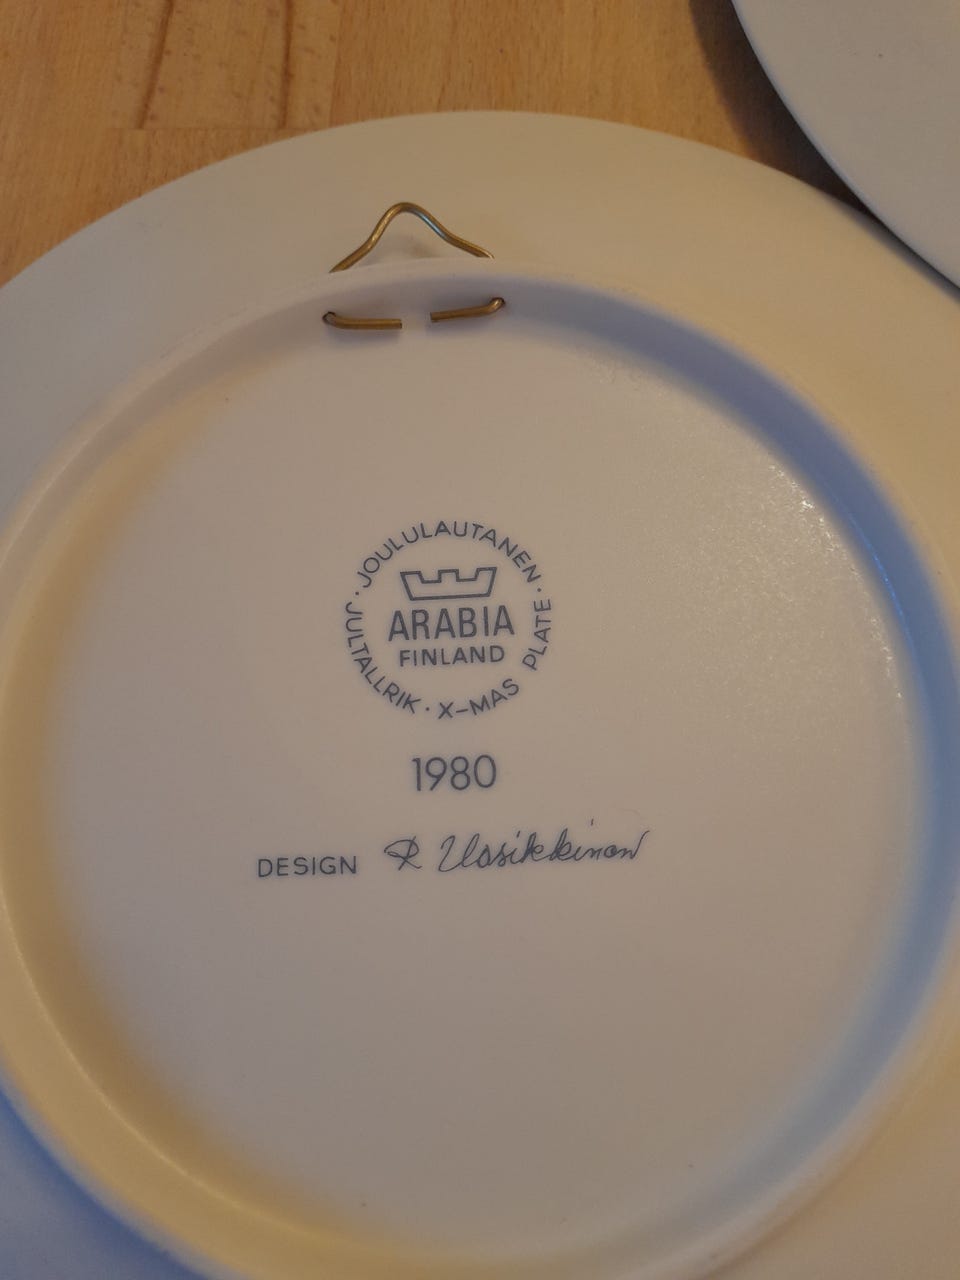 JOULULAUTANEN · X-MAS PLATE · JULTALLRIK ·
ARABIA
FINLAND
1980
DESIGN R Uosikkinen